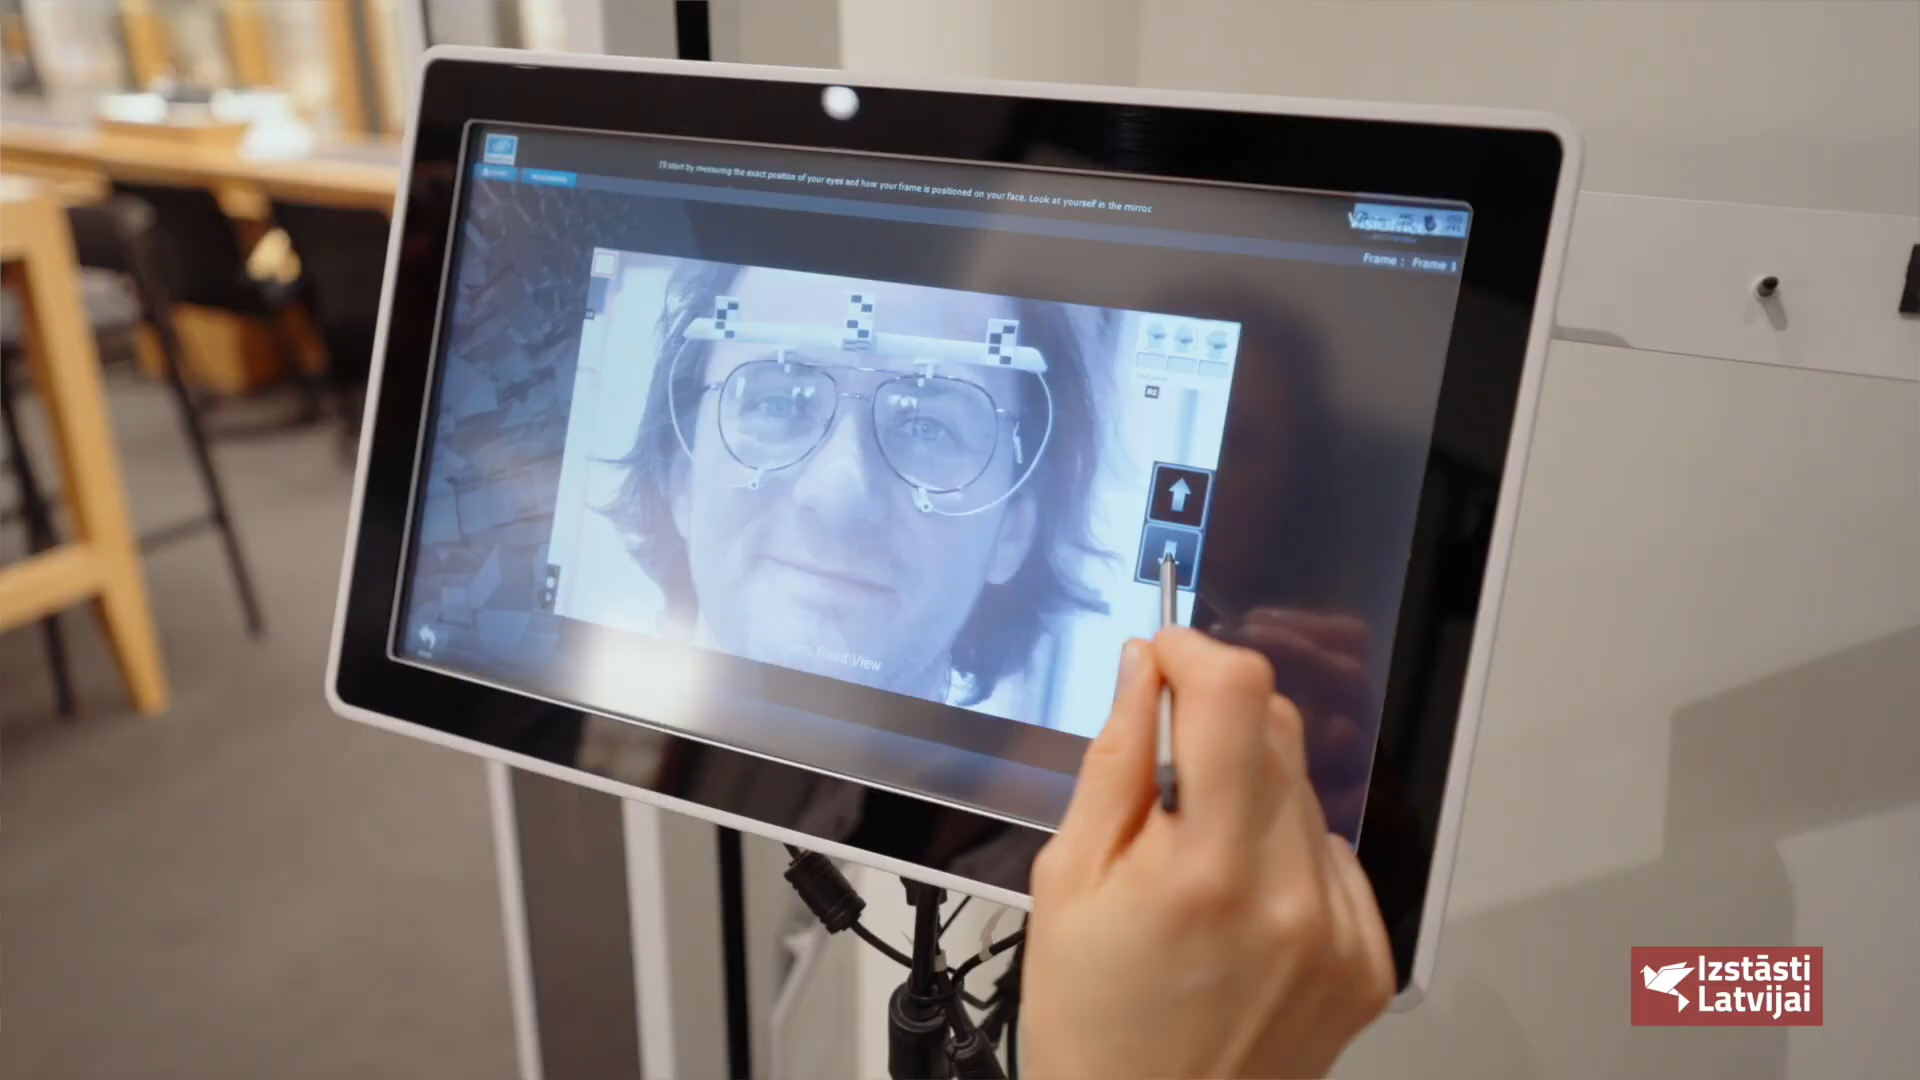 I'll start by measuring the exact position of your eyes and how your frame is positioned on your face. Look at yourself in the mirror.
Frame : Frame 1
Front View
Izstāsti
Latvijai